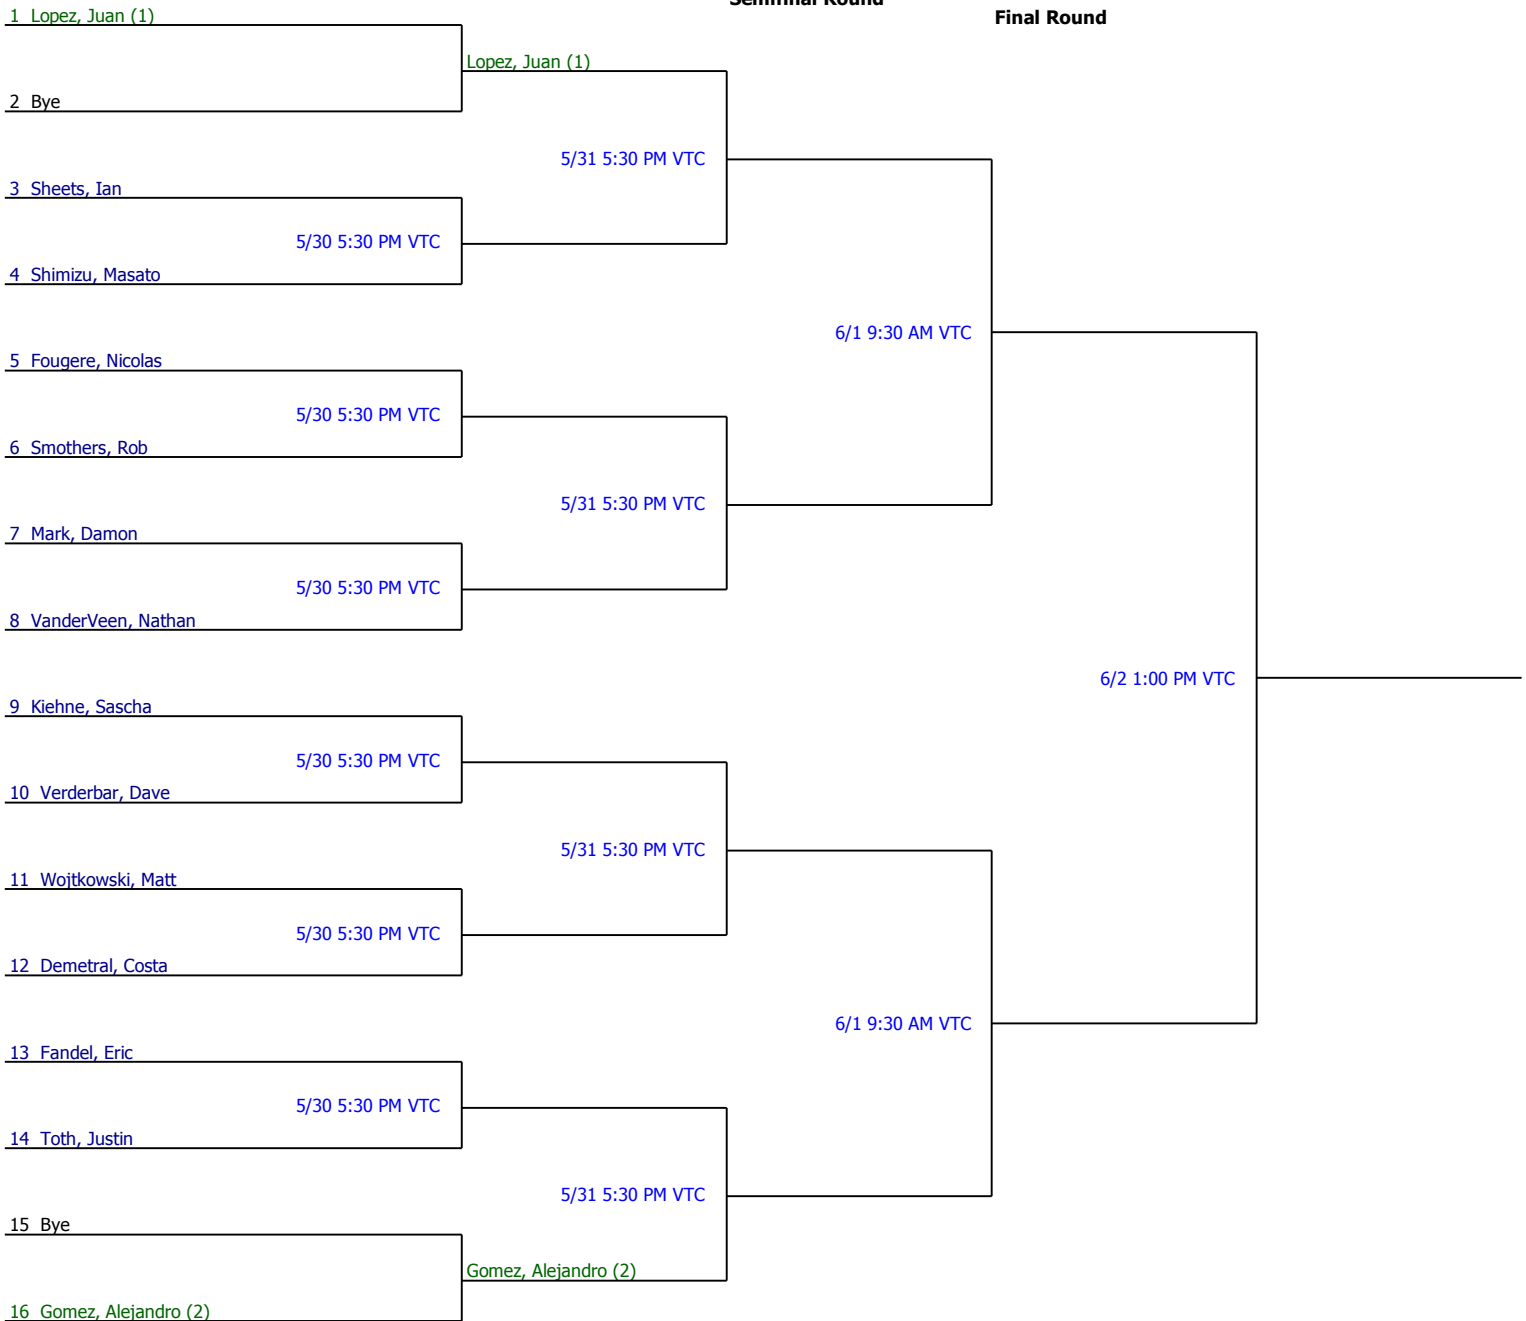 Semifinal Round
Final Round
1 Lopez, Juan (1)
Lopez, Juan (1)
2 Bye
5/31 5:30 PM VTC
3 Sheets, Ian
5/30 5:30 PM VTC
4 Shimizu, Masato
6/1 9:30 AM VTC
5 Fougere, Nicolas
5/30 5:30 PM VTC
6 Smothers, Rob
5/31 5:30 PM VTC
7 Mark, Damon
5/30 5:30 PM VTC
8 VanderVeen, Nathan
6/2 1:00 PM VTC
9 Kiehne, Sascha
5/30 5:30 PM VTC
10 Verderbar, Dave
5/31 5:30 PM VTC
11 Wojtkowski, Matt
5/30 5:30 PM VTC
12 Demetral, Costa
6/1 9:30 AM VTC
13 Fandel, Eric
5/30 5:30 PM VTC
14 Toth, Justin
5/31 5:30 PM VTC
15 Bye
Gomez, Alejandro (2)
16 Gomez, Alejandro (2)